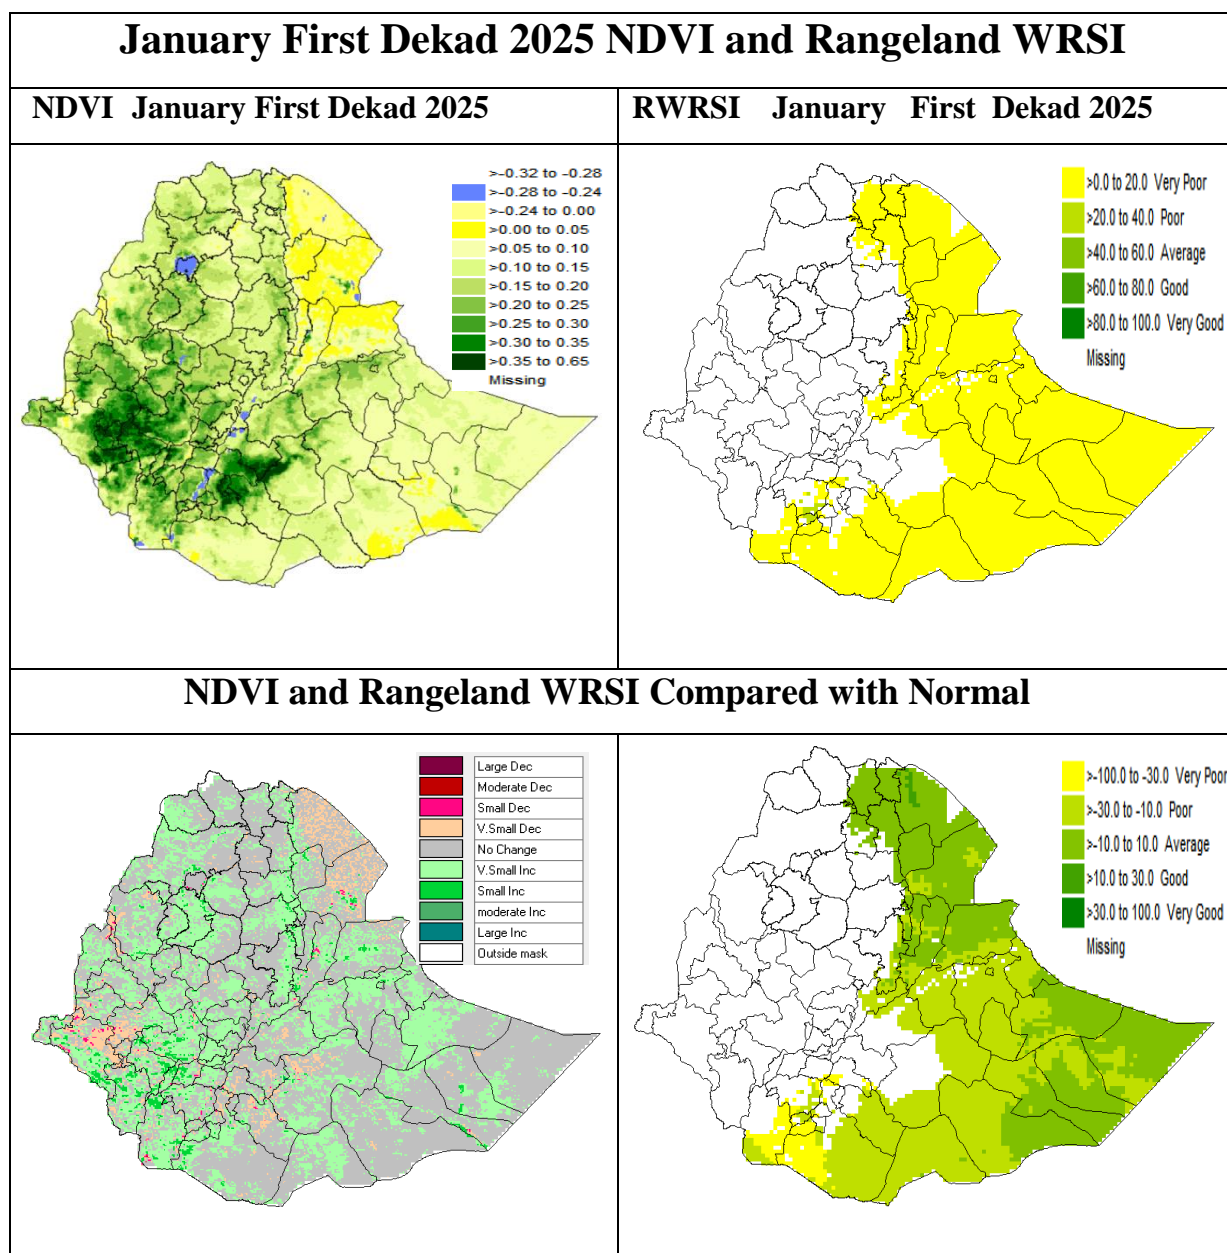 January First Dekad 2025 NDVI and Rangeland WRSI
NDVI January First Dekad 2025
RWRSI January First Dekad 2025
>-0.32 to -0.28
>-0.28 to -0.24
>-0.24 to 0.00
>0.00 to 0.05
>0.05 to 0.10
>0.10 to 0.15
>0.15 to 0.20
>0.20 to 0.25
>0.25 to 0.30
>0.30 to 0.35
>0.35 to 0.65
Missing
>0.0 to 20.0 Very Poor
>20.0 to 40.0 Poor
>40.0 to 60.0 Average
>60.0 to 80.0 Good
>80.0 to 100.0 Very Good
Missing
NDVI and Rangeland WRSI Compared with Normal
Large Dec
Moderate Dec
Small Dec
V.Small Dec
No Change
V.Small Inc
Small Inc
moderate Inc
Large Inc
Outside mask
>-100.0 to -30.0 Very Poor
>-30.0 to -10.0 Poor
>-10.0 to 10.0 Average
>10.0 to 30.0 Good
>30.0 to 100.0 Very Good
Missing